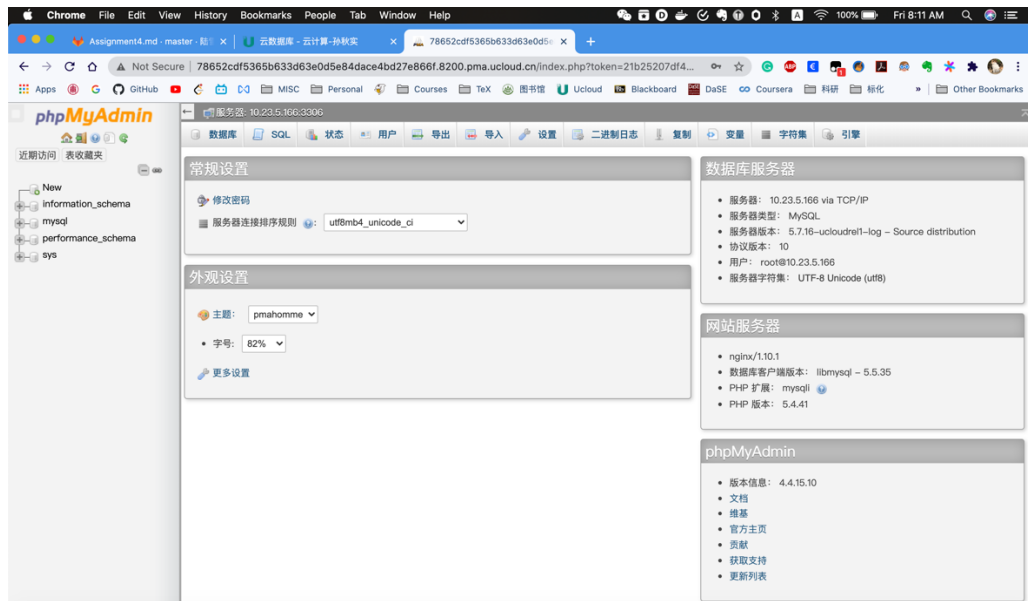 Chrome File Edit View History Bookmarks People Tab Window Help 100% Fri 8:11 AM
Assignment4.md - master - 云数据库 - 云计算-孙秋实 78652cdf5365b633d63e0d5e
Not Secure 78652cdf5365b633d63e0d5e84dace4bd27e866f.8200.pma.ucloud.cn/index.php?token=21b25207df4...
Apps GitHub MISC Personal Courses TeX 图书馆 Ucloud Blackboard DaSE Coursera 科研 标化 » Other Bookmarks
phpMyAdmin
近期访问 表收藏夹
New
information_schema
mysql
performance_schema
sys
服务器: 10.23.5.166:3306
数据库 SQL 状态 用户 导出 导入 设置 二进制日志 复制 变量 字符集 引擎
常规设置
修改密码
服务器连接排序规则 : utf8mb4_unicode_ci
外观设置
主题: pmahomme
• 字号: 82%
更多设置
数据库服务器
• 服务器: 10.23.5.166 via TCP/IP
• 服务器类型: MySQL
• 服务器版本: 5.7.16-ucloudrel1-log - Source distribution
• 协议版本: 10
• 用户: root@10.23.5.166
• 服务器字符集: UTF-8 Unicode (utf8)
网站服务器
• nginx/1.10.1
• 数据库客户端版本: libmysql - 5.5.35
• PHP 扩展: mysqli
• PHP 版本: 5.4.41
phpMyAdmin
• 版本信息: 4.4.15.10
• 文档
• 维基
• 官方主页
• 贡献
• 获取支持
• 更新列表